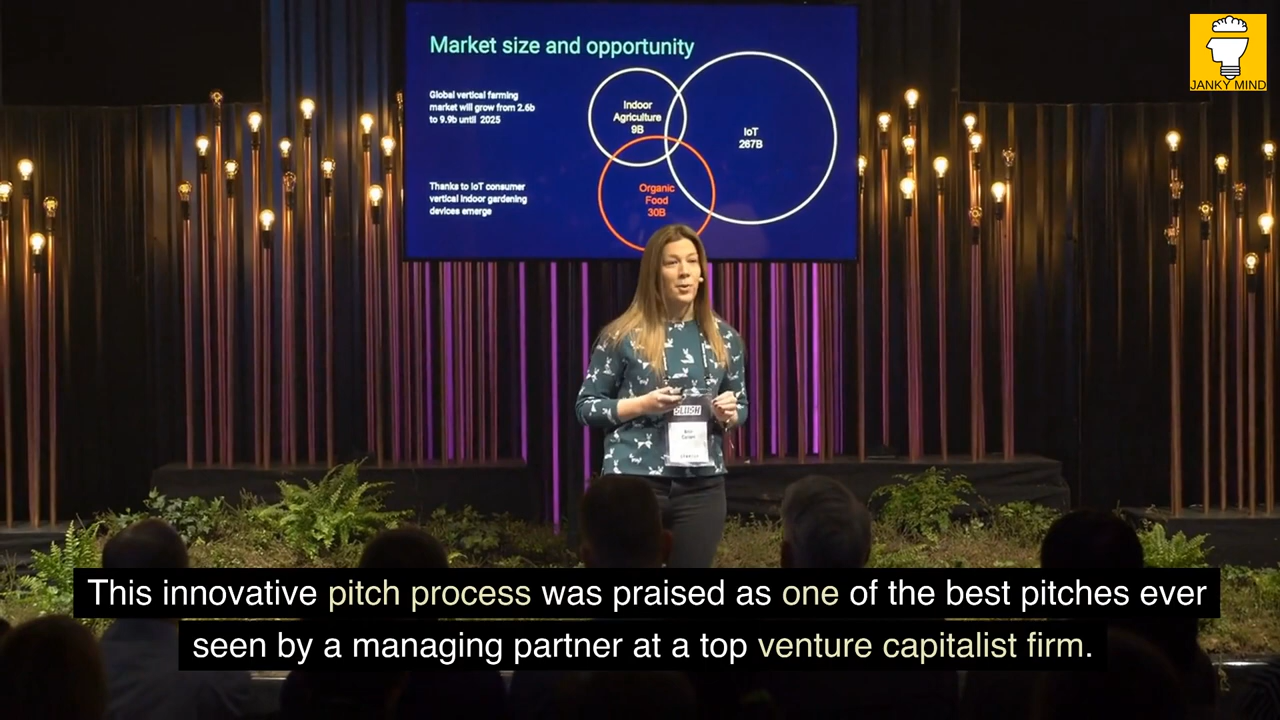 Market size and opportunity
Global vertical farming
market will grow from 2.6b
to 9.9b until 2025
Thanks to IoT consumer
vertical indoor gardening
devices emerge
Indoor
Agriculture
9B
IoT
267B
Organic
Food
30B
JANKY MIND
SLUSH
This innovative pitch process was praised as one of the best pitches ever
seen by a managing partner at a top venture capitalist firm.